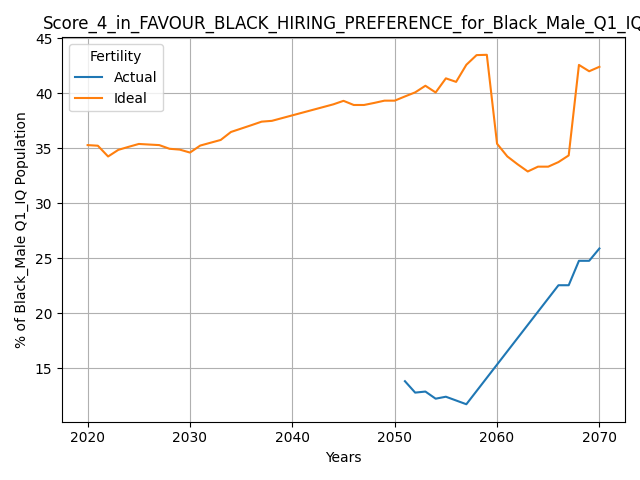 Score_4_in_FAVOUR_BLACK_HIRING_PREFERENCE_for_Black_Male_Q1_IQ
Fertility
Actual
Ideal
% of Black_Male Q1_IQ Population
45
40
35
30
25
20
15
2020
2030
2040
2050
2060
2070
Years